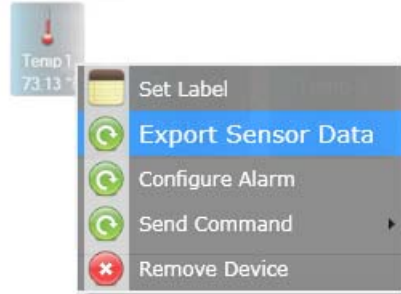 Temp 1
73.13 °
Set Label
Export Sensor Data
Configure Alarm
Send Command
Remove Device